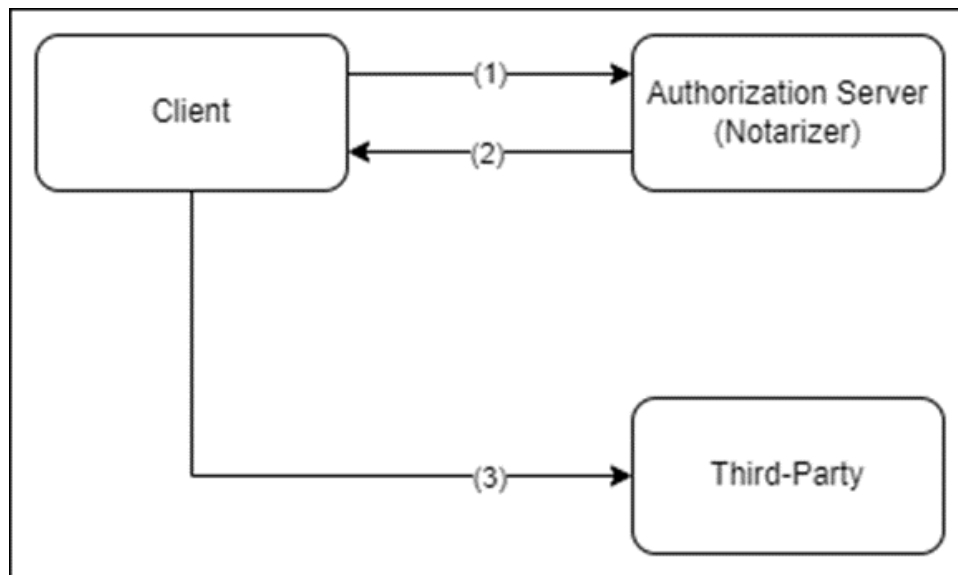 Client
(1)
Authorization Server
(Notarizer)
(2)
(3)
Third-Party